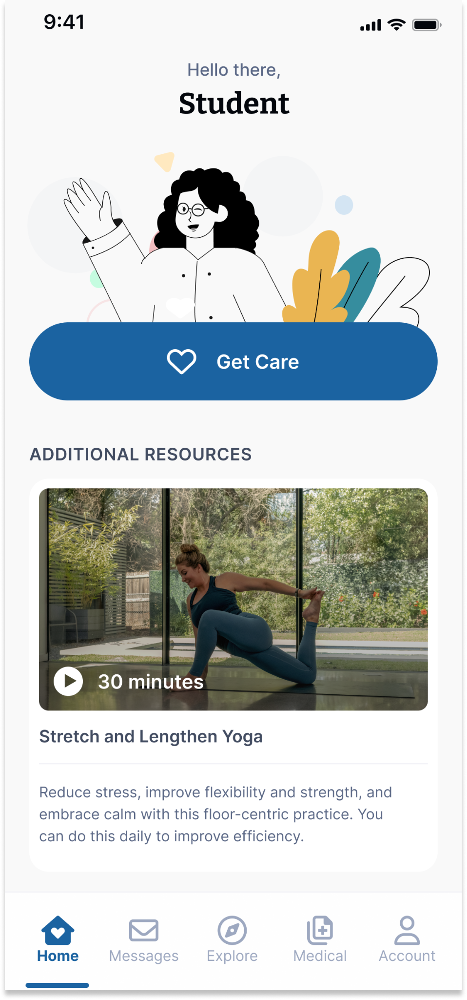 9:41
Hello there,
Student
Get Care
ADDITIONAL RESOURCES
30 minutes
Stretch and Lengthen Yoga
Reduce stress, improve flexibility and strength, and
embrace calm with this floor-centric practice. You
can do this daily to improve efficiency.
Home
Messages
Explore
Medical
Account